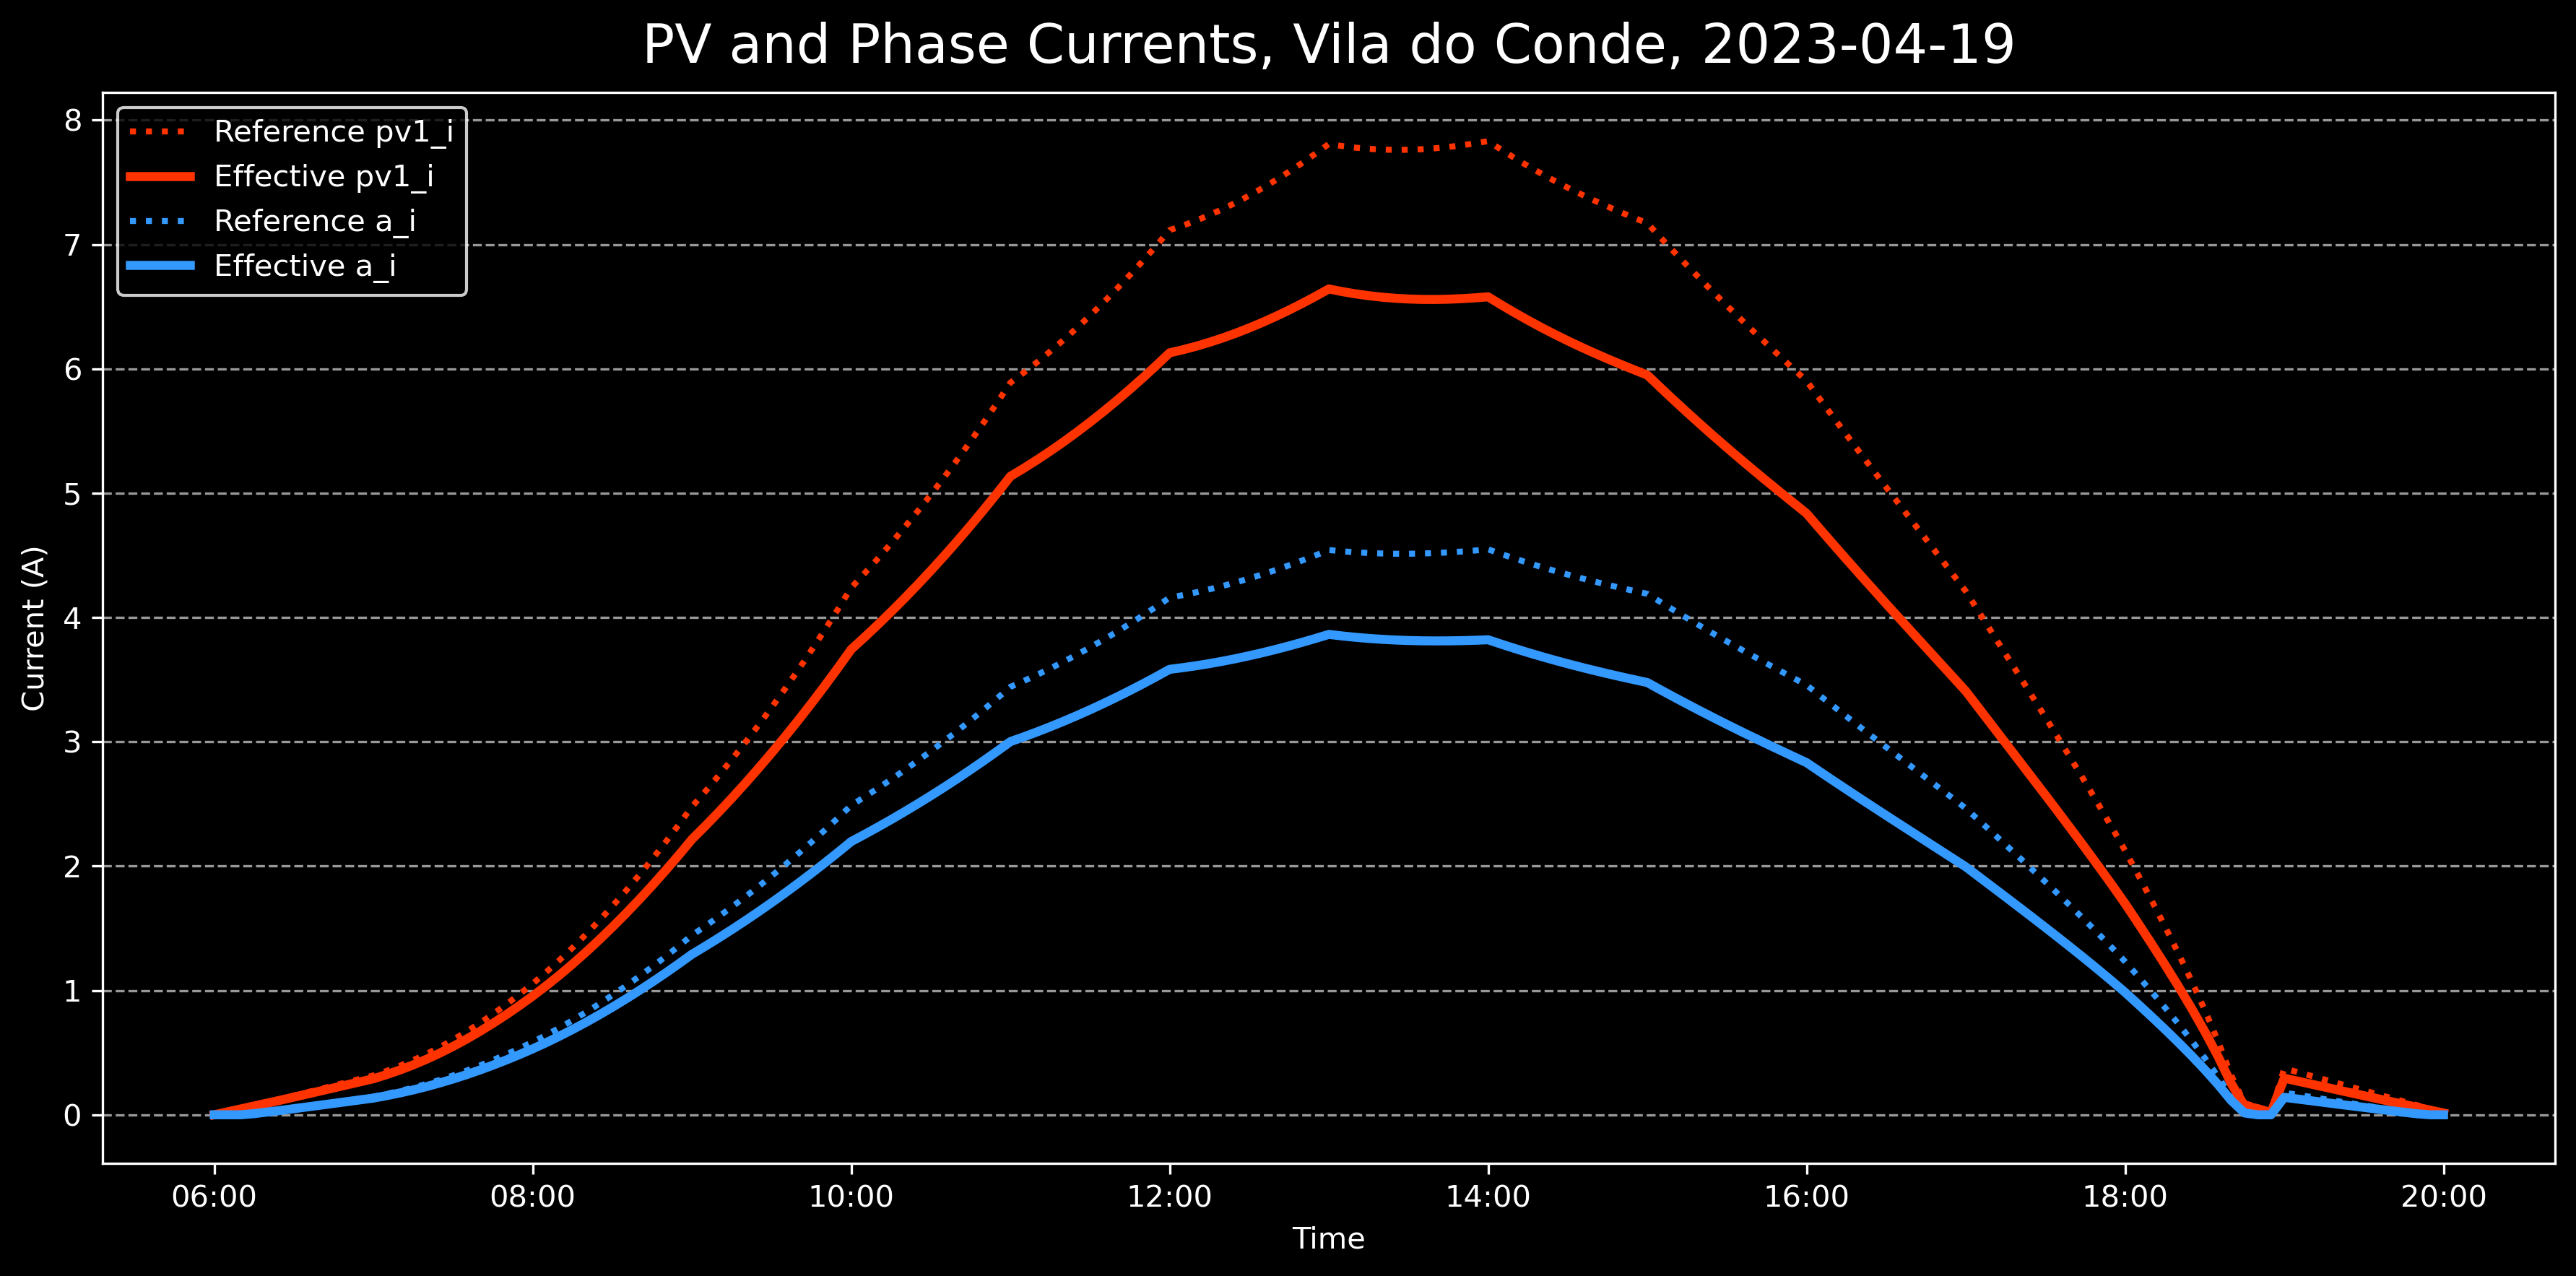 PV and Phase Currents, Vila do Conde, 2023-04-19
Reference pv1_i
Effective pv1_i
Reference a_i
Effective a_i
Current (A)
8
7
6
5
4
3
2
1
0
06:00
08:00
10:00
12:00
14:00
16:00
18:00
20:00
Time